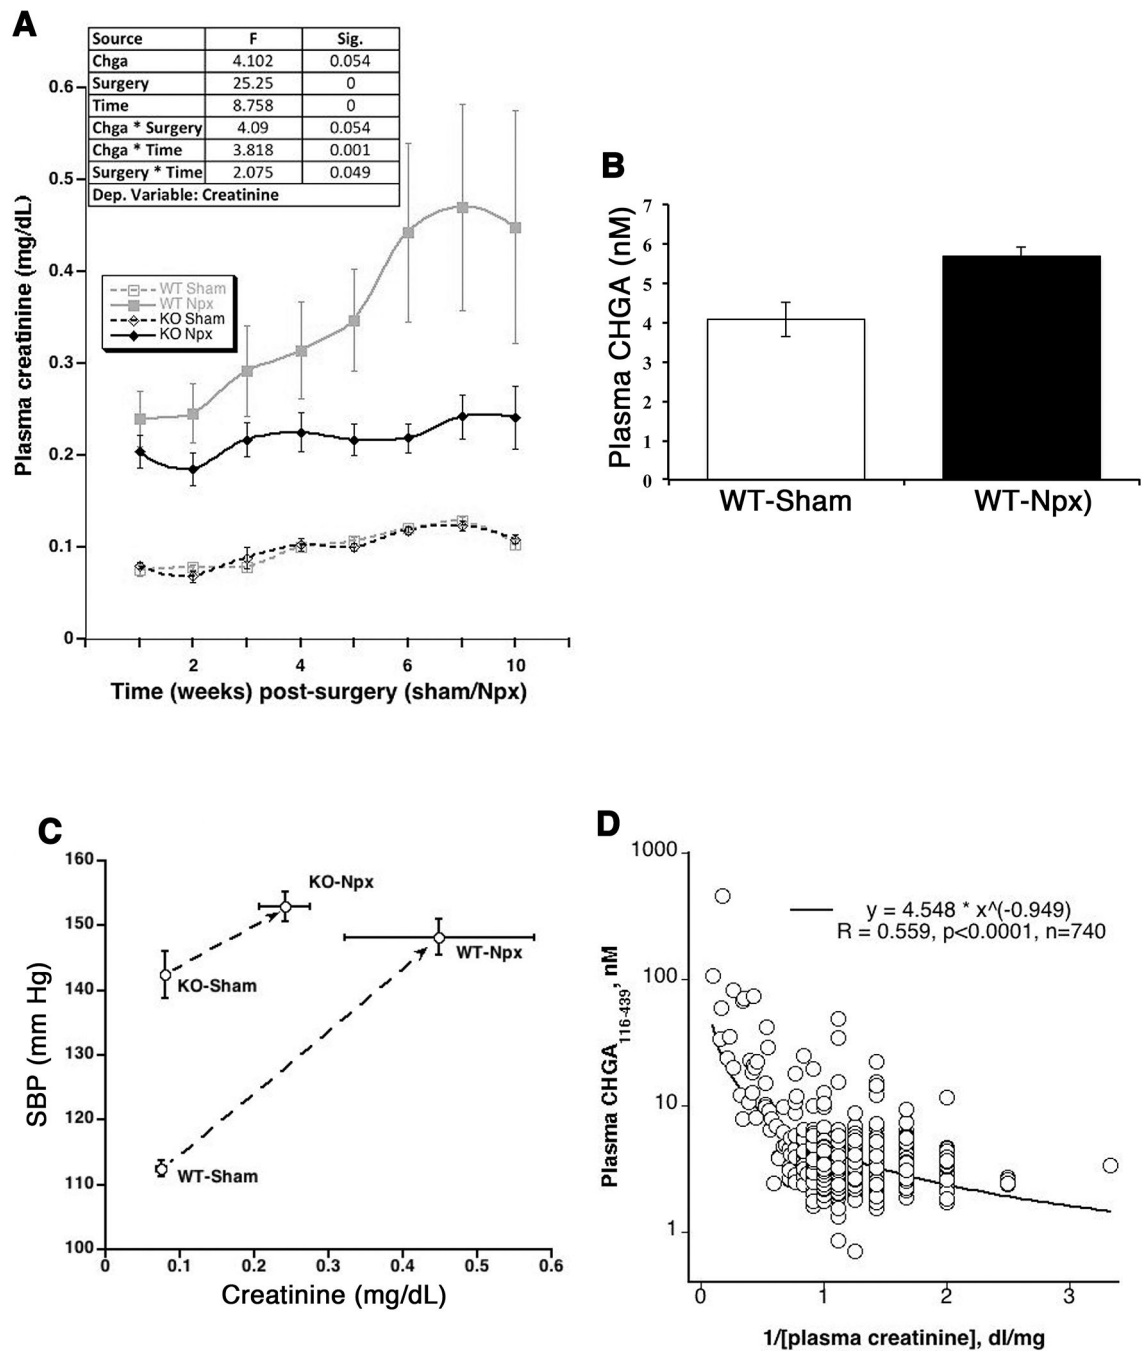 A
Source F Sig.
Chga 4.102 0.054
Surgery 25.25 0
Time 8.758 0
Chga * Surgery 4.09 0.054
Chga * Time 3.818 0.001
Surgery * Time 2.075 0.049
Dep. Variable: Creatinine
0.6
0.5
0.4
0.3
0.2
0.1
0
Plasma creatinine (mg/dL)
WT Sham
WT Npx
KO Sham
KO Npx
2 4 6 10
Time (weeks) post-surgery (sham/Npx)
B
7
6
5
4
3
2
1
0
Plasma CHGA (nM)
WT-Sham WT-Npx)
C
160
150
140
130
120
110
100
SBP (mm Hg)
KO-Npx
WT-Npx
KO-Sham
WT-Sham
0 0.1 0.2 0.3 0.4 0.5 0.6
Creatinine (mg/dL)
D
1000
100
10
1
Plasma CHGA116-439, nM
y = 4.548 * x^(-0.949)
R = 0.559, p<0.0001, n=740
0 1 2 3
1/[plasma creatinine], dl/mg